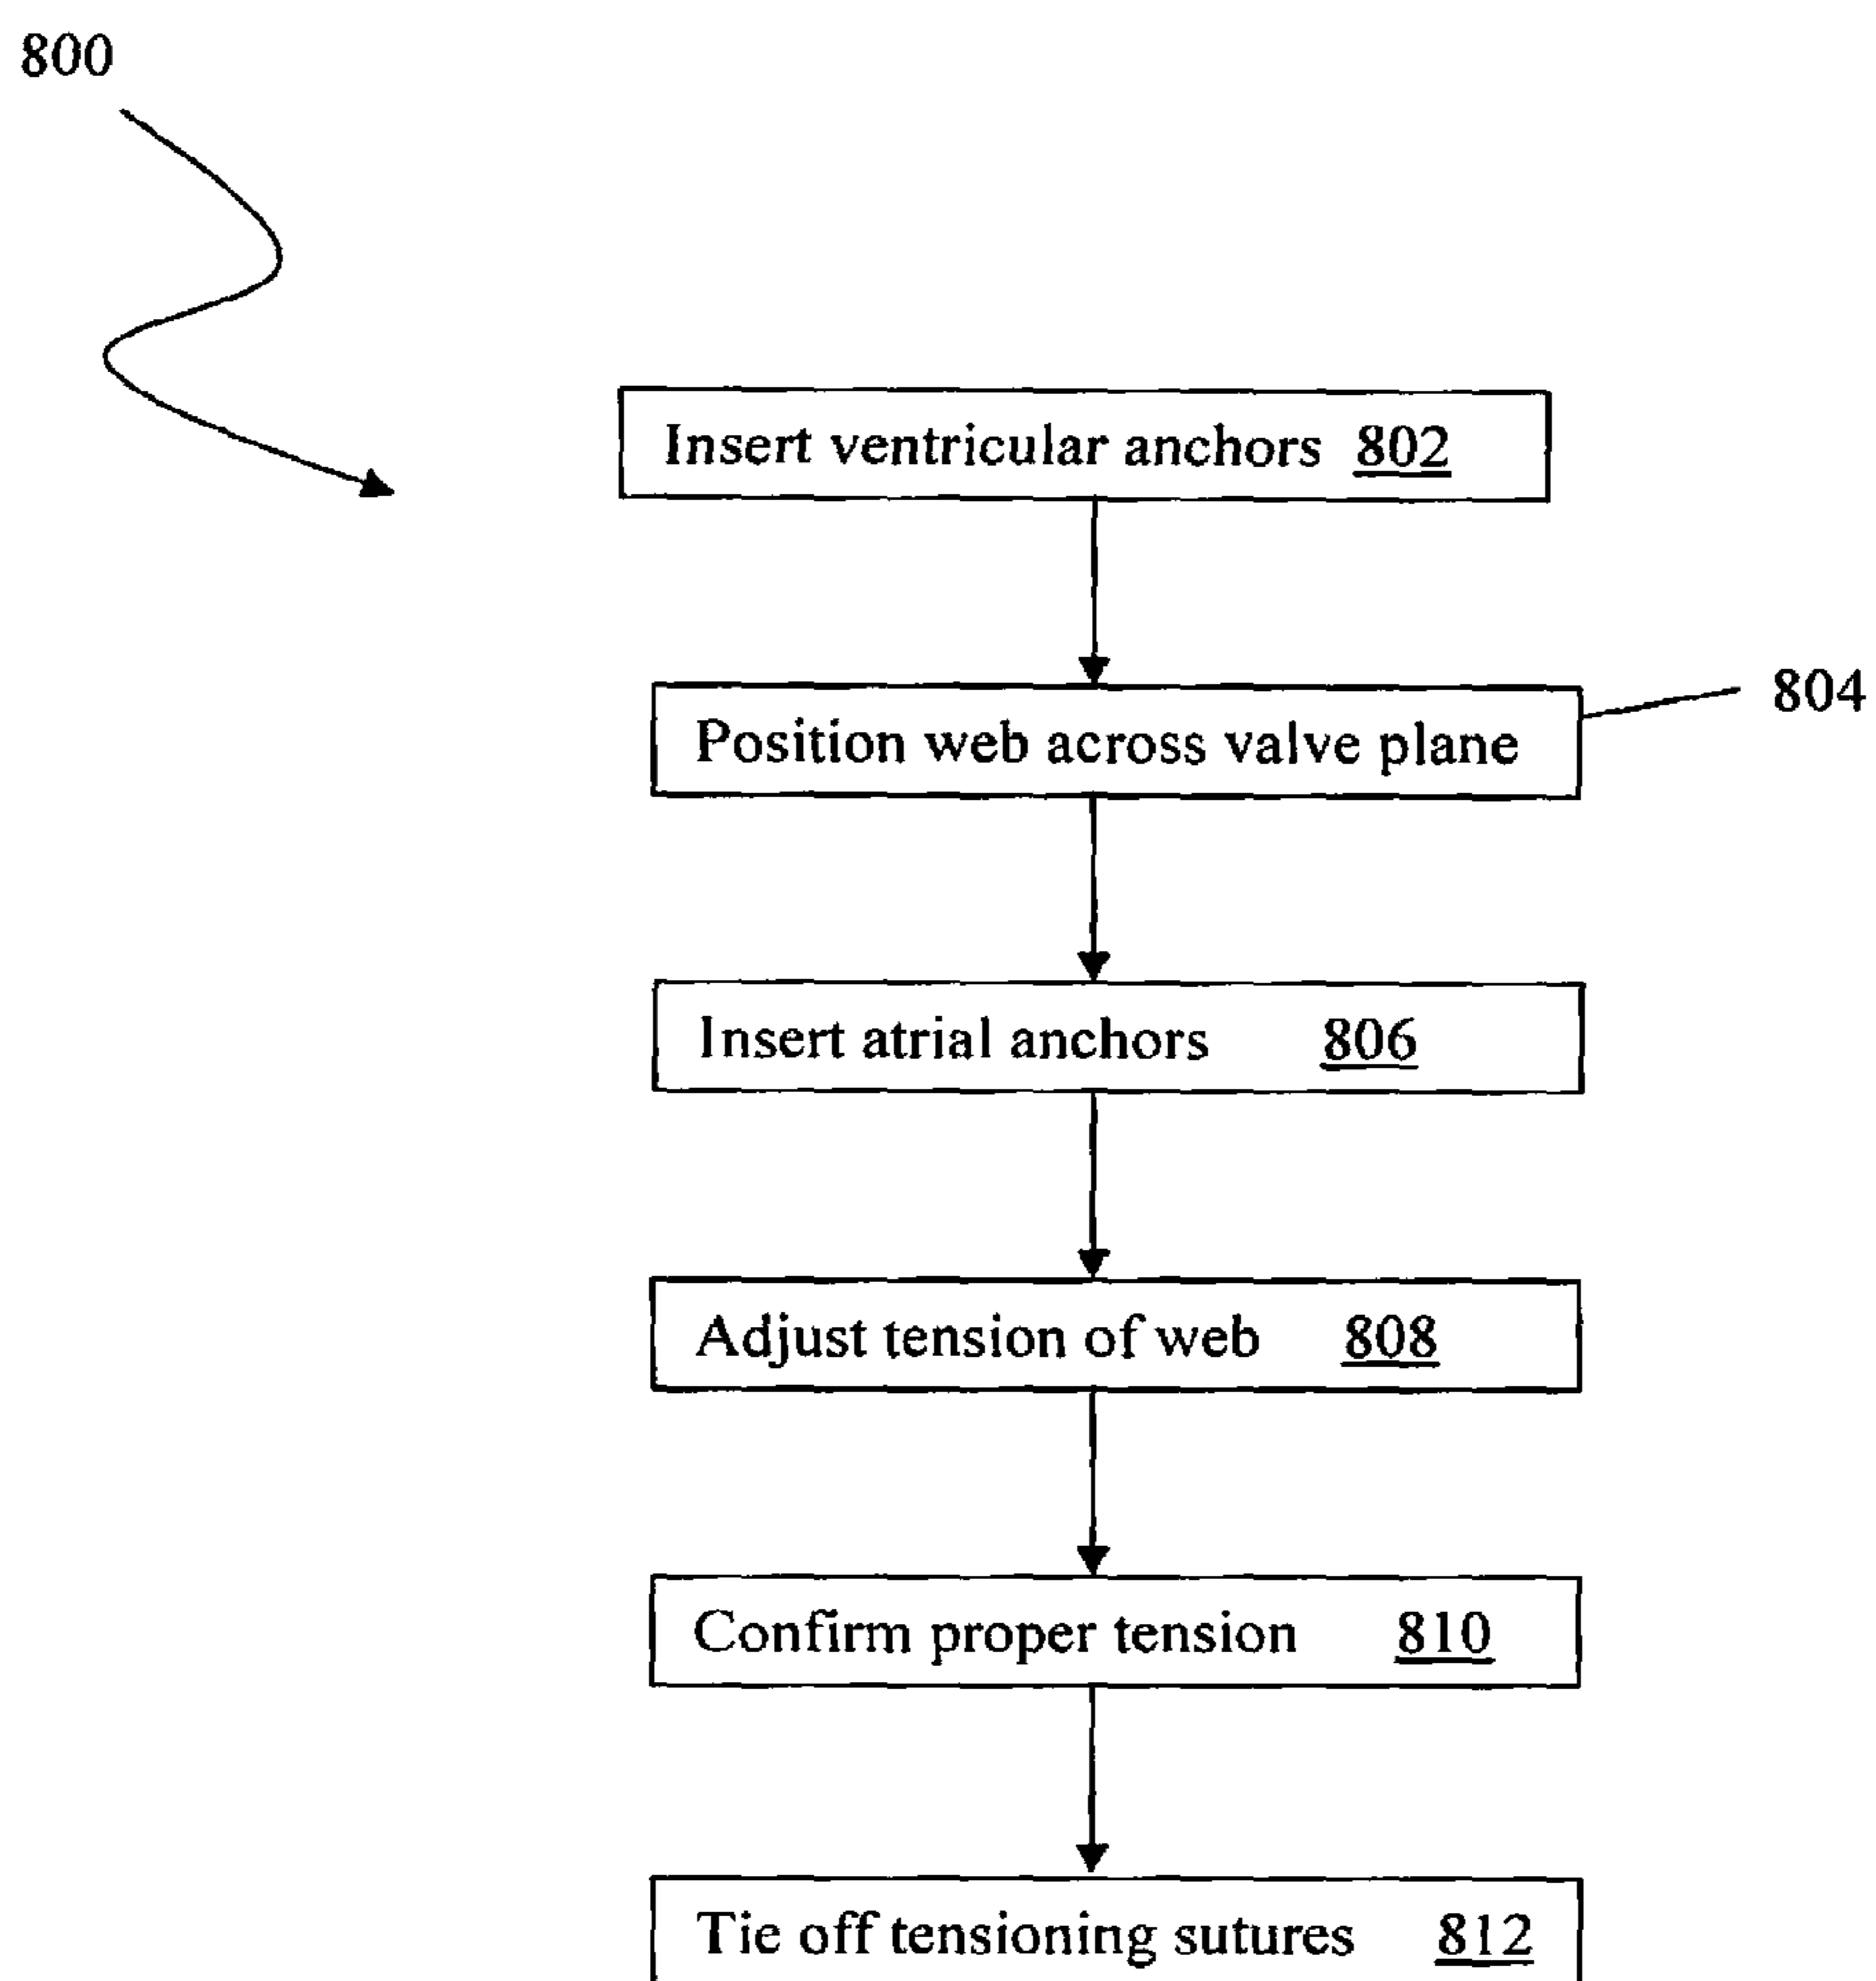 800
Insert ventricular anchors 802
Position web across valve plane
804
Insert atrial anchors 806
Adjust tension of web 808
Confirm proper tension 810
Tie off tensioning sutures 812